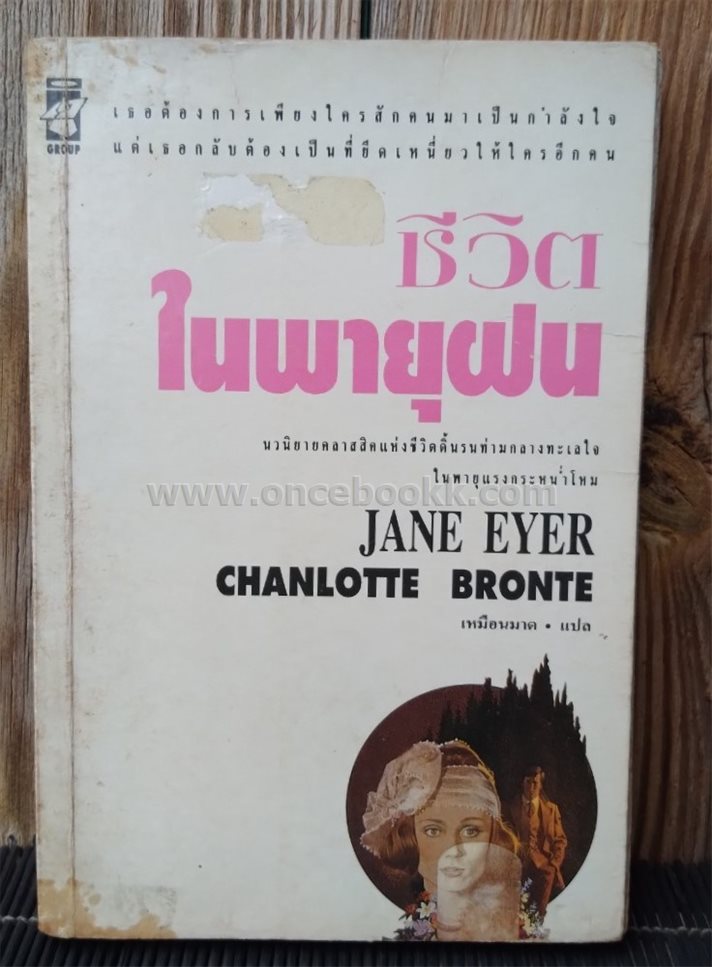 GROUP
เธอต้องการเพียงใครสักคนมาเป็นกำลังใจ
แต่เธอกลับต้องเป็นที่ยึดเหนี่ยวให้ใครอีกคน
ชีวิต
ในพายุฝน
นวนิยายคลาสสิคแห่งชีวิตดิ้นรนท่ามกลางทะเลใจ
ในพายุแรงกระหน่ำโหม
www.oncebookk.com
JANE EYER
CHANLOTTE BRONTE
เหมือนมาด • แปล